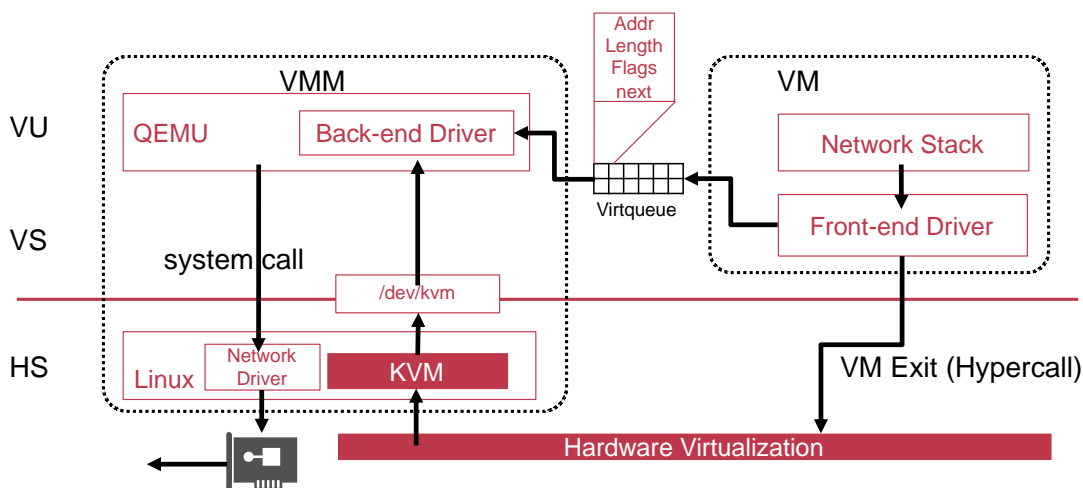 Addr
Length
Flags
next
VMM
VM
VU
QEMU
Back-end Driver
Network Stack
Virtqueue
VS
Front-end Driver
system call
/dev/kvm
HS
Linux
Network
Driver
KVM
VM Exit (Hypercall)
Hardware Virtualization